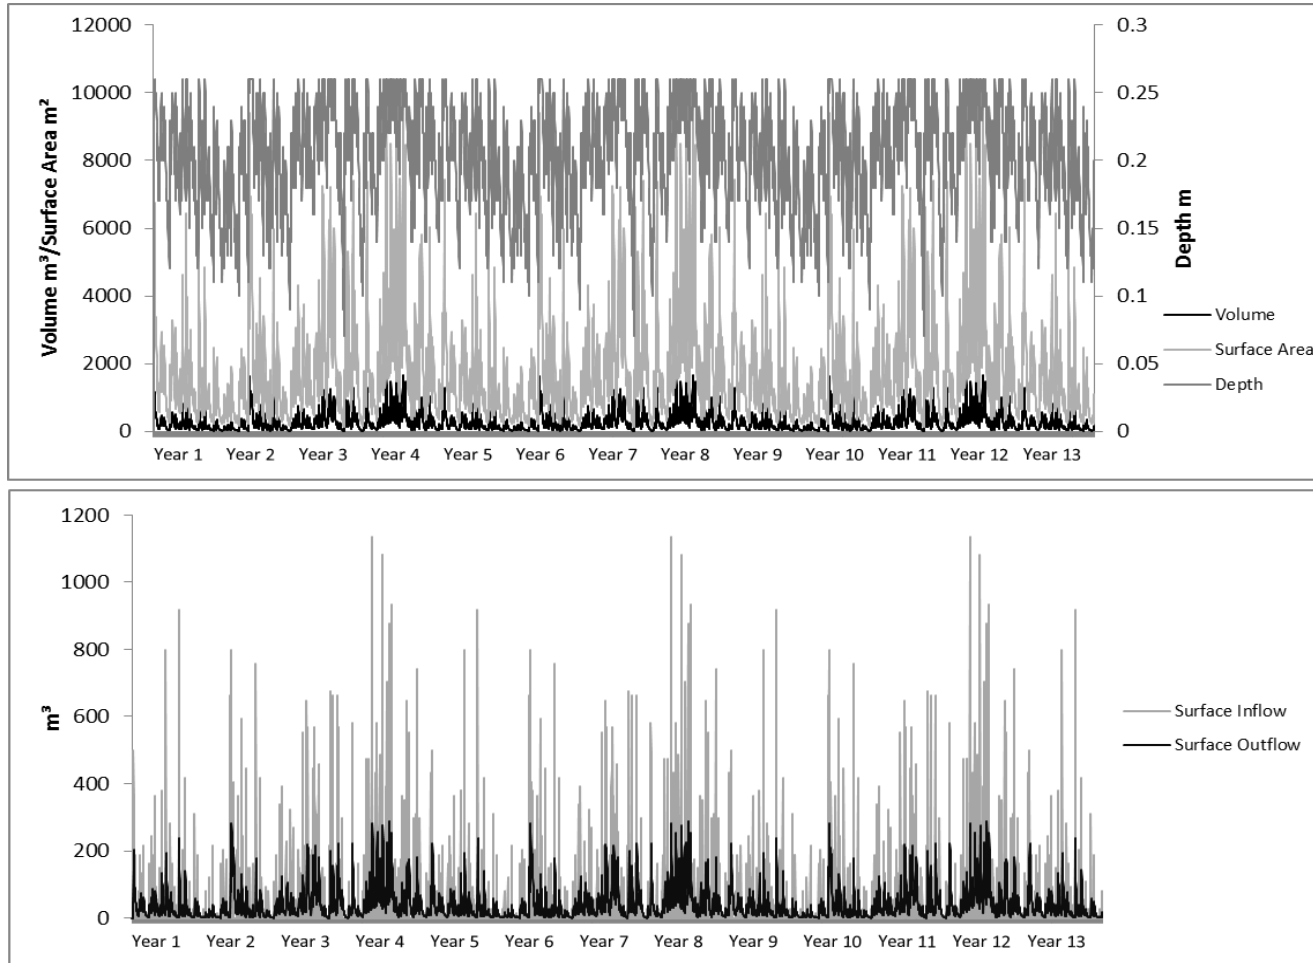 12000
10000
8000
6000
4000
2000
0
Volume m³/Surface Area m²
0.3
0.25
0.2
0.15
0.1
0.05
0
Depth m
Volume
Surface Area
Depth
Year 1 Year 2 Year 3 Year 4 Year 5 Year 6 Year 7 Year 8 Year 9 Year 10 Year 11 Year 12 Year 13
1200
1000
800
600
400
200
0
m³
Surface Inflow
Surface Outflow
Year 1 Year 2 Year 3 Year 4 Year 5 Year 6 Year 7 Year 8 Year 9 Year 10 Year 11 Year 12 Year 13